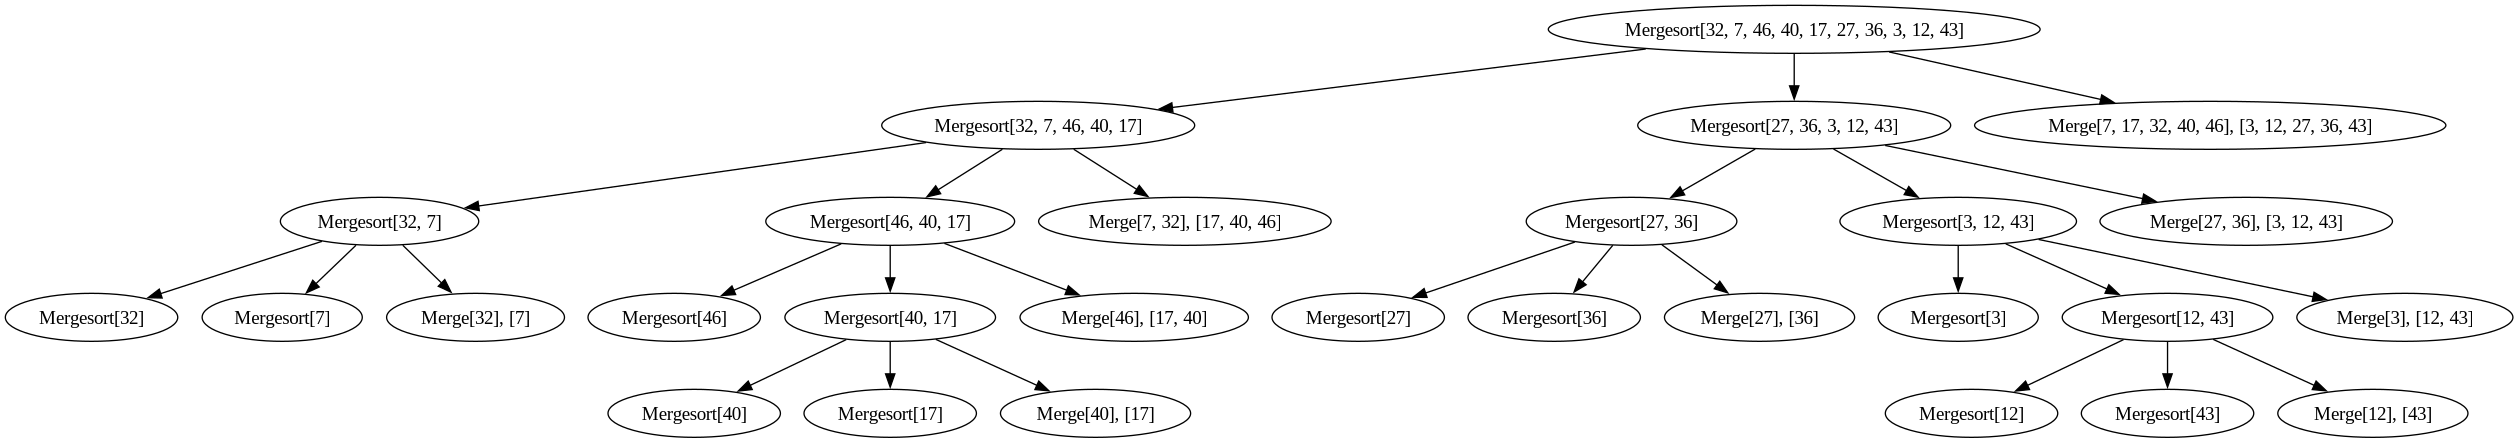 Mergesort[32, 7, 46, 40, 17, 27, 36, 3, 12, 43]
Mergesort[32, 7, 46, 40, 17]
Mergesort[27, 36, 3, 12, 43]
Merge[7, 17, 32, 40, 46], [3, 12, 27, 36, 43]
Mergesort[32, 7]
Mergesort[46, 40, 17]
Merge[7, 32], [17, 40, 46]
Mergesort[27, 36]
Mergesort[3, 12, 43]
Merge[27, 36], [3, 12, 43]
Mergesort[32]
Mergesort[7]
Merge[32], [7]
Mergesort[46]
Mergesort[40, 17]
Merge[46], [17, 40]
Mergesort[27]
Mergesort[36]
Merge[27], [36]
Mergesort[3]
Mergesort[12, 43]
Merge[3], [12, 43]
Mergesort[40]
Mergesort[17]
Merge[40], [17]
Mergesort[12]
Mergesort[43]
Merge[12], [43]